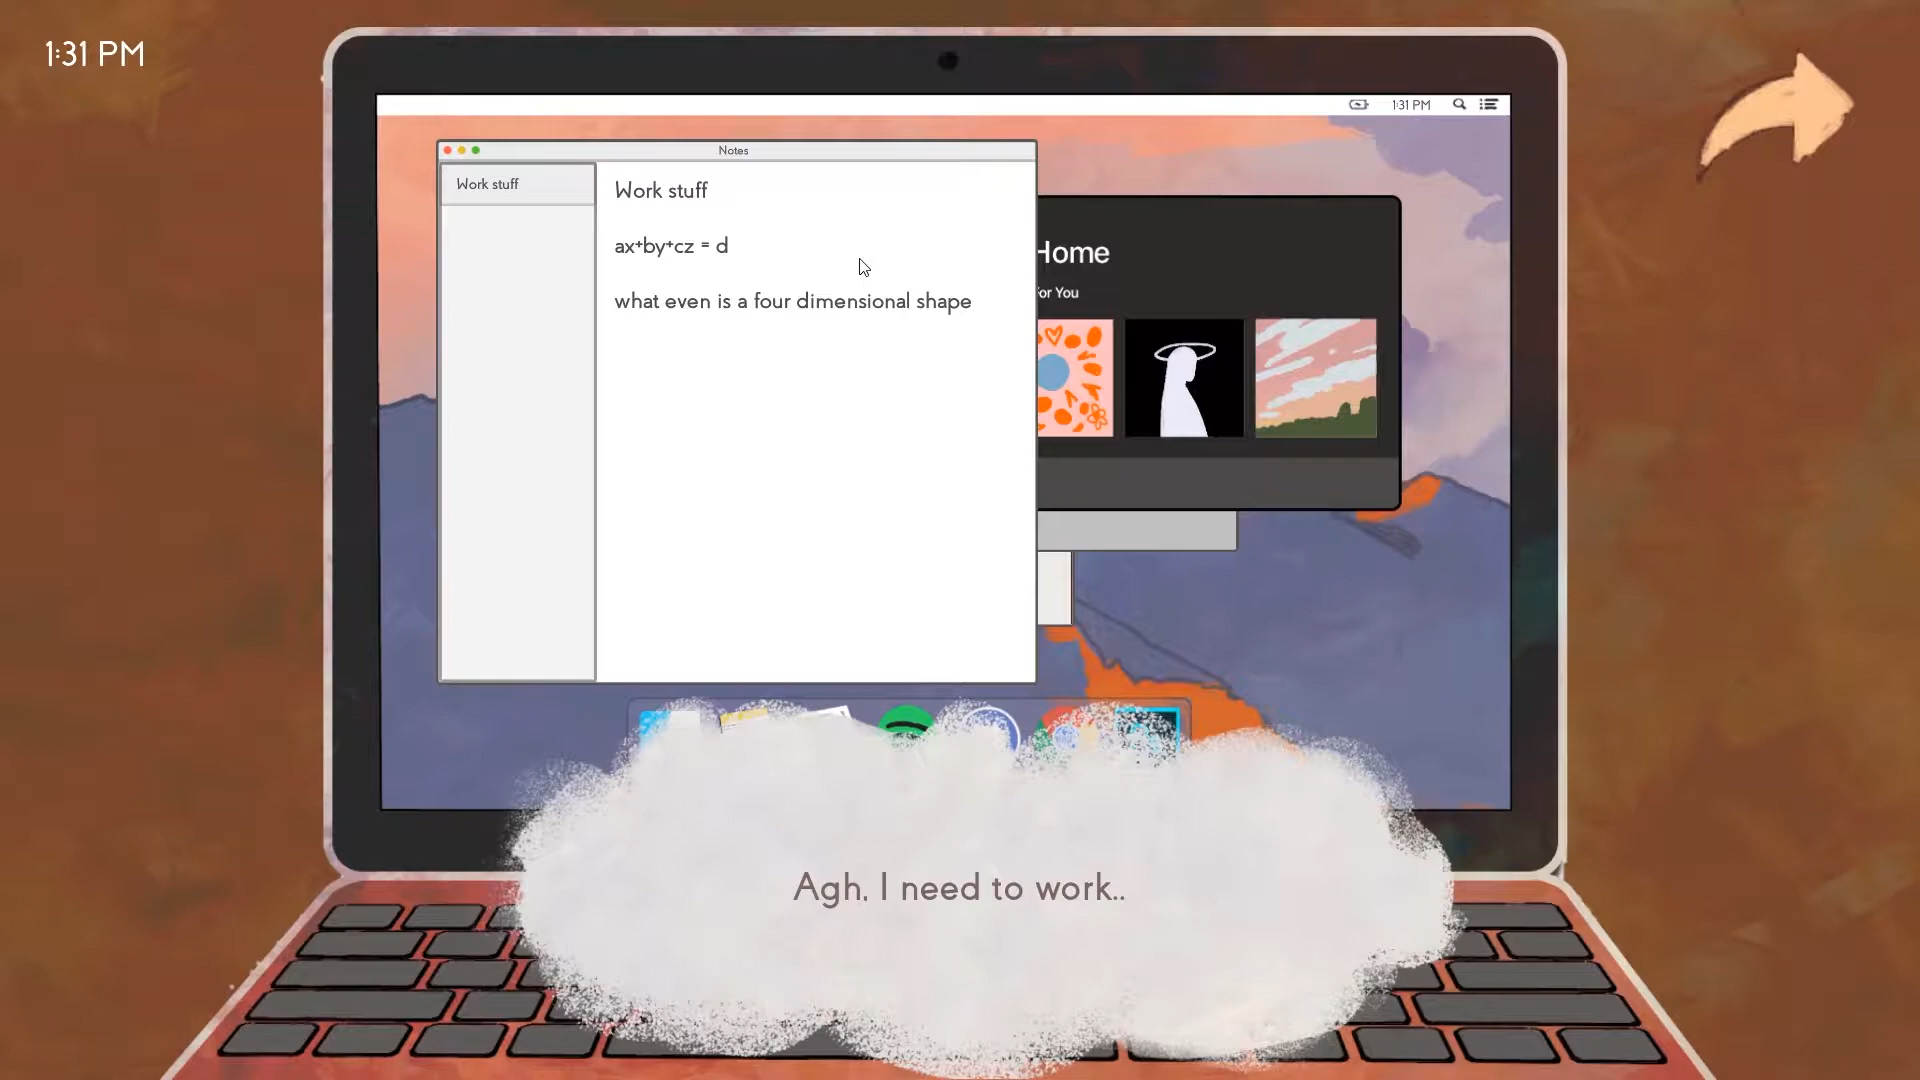 1:31 PM
1:31 PM
Notes
Work stuff
Work stuff
ax+by+cz = d
what even is a four dimensional shape
Home
For You
Agh, I need to work..